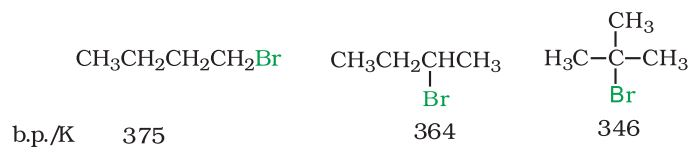 CH₃
CH₃CH₂CH₂CH₂Br CH₃CH₂CHCH₃ H₃C–C–CH₃
Br Br
b.p./K 375 364 346